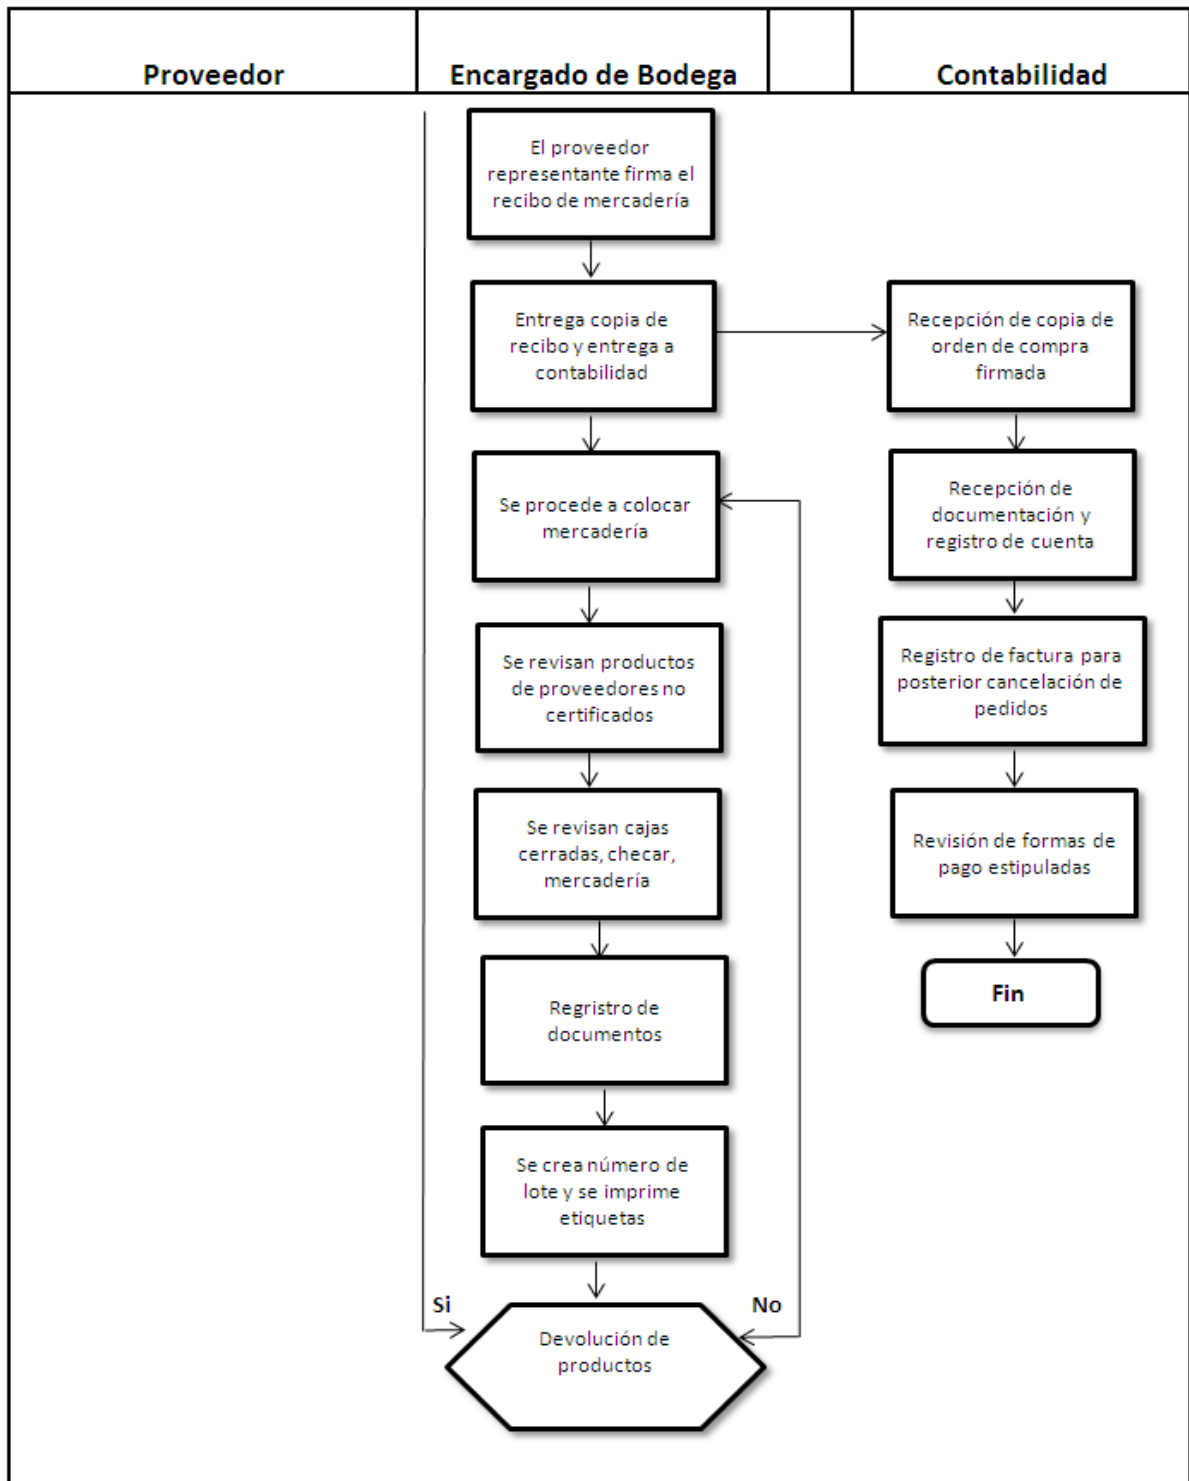 Proveedor
Encargado de Bodega
Contabilidad
El proveedor
representante firma el
recibo de mercadería
Entrega copia de
recibo y entrega a
contabilidad
Recepción de copia de
orden de compra
firmada
Se procede a colocar
mercadería
Recepción de
documentación y
registro de cuenta
Se revisan productos
de proveedores no
certificados
Registro de factura para
posterior cancelación de
pedidos
Se revisan cajas
cerradas, checar,
mercadería
Revisión de formas de
pago estipuladas
Regristro de
documentos
Fin
Se crea número de
lote y se imprime
etiquetas
Si
No
Devolución de
productos